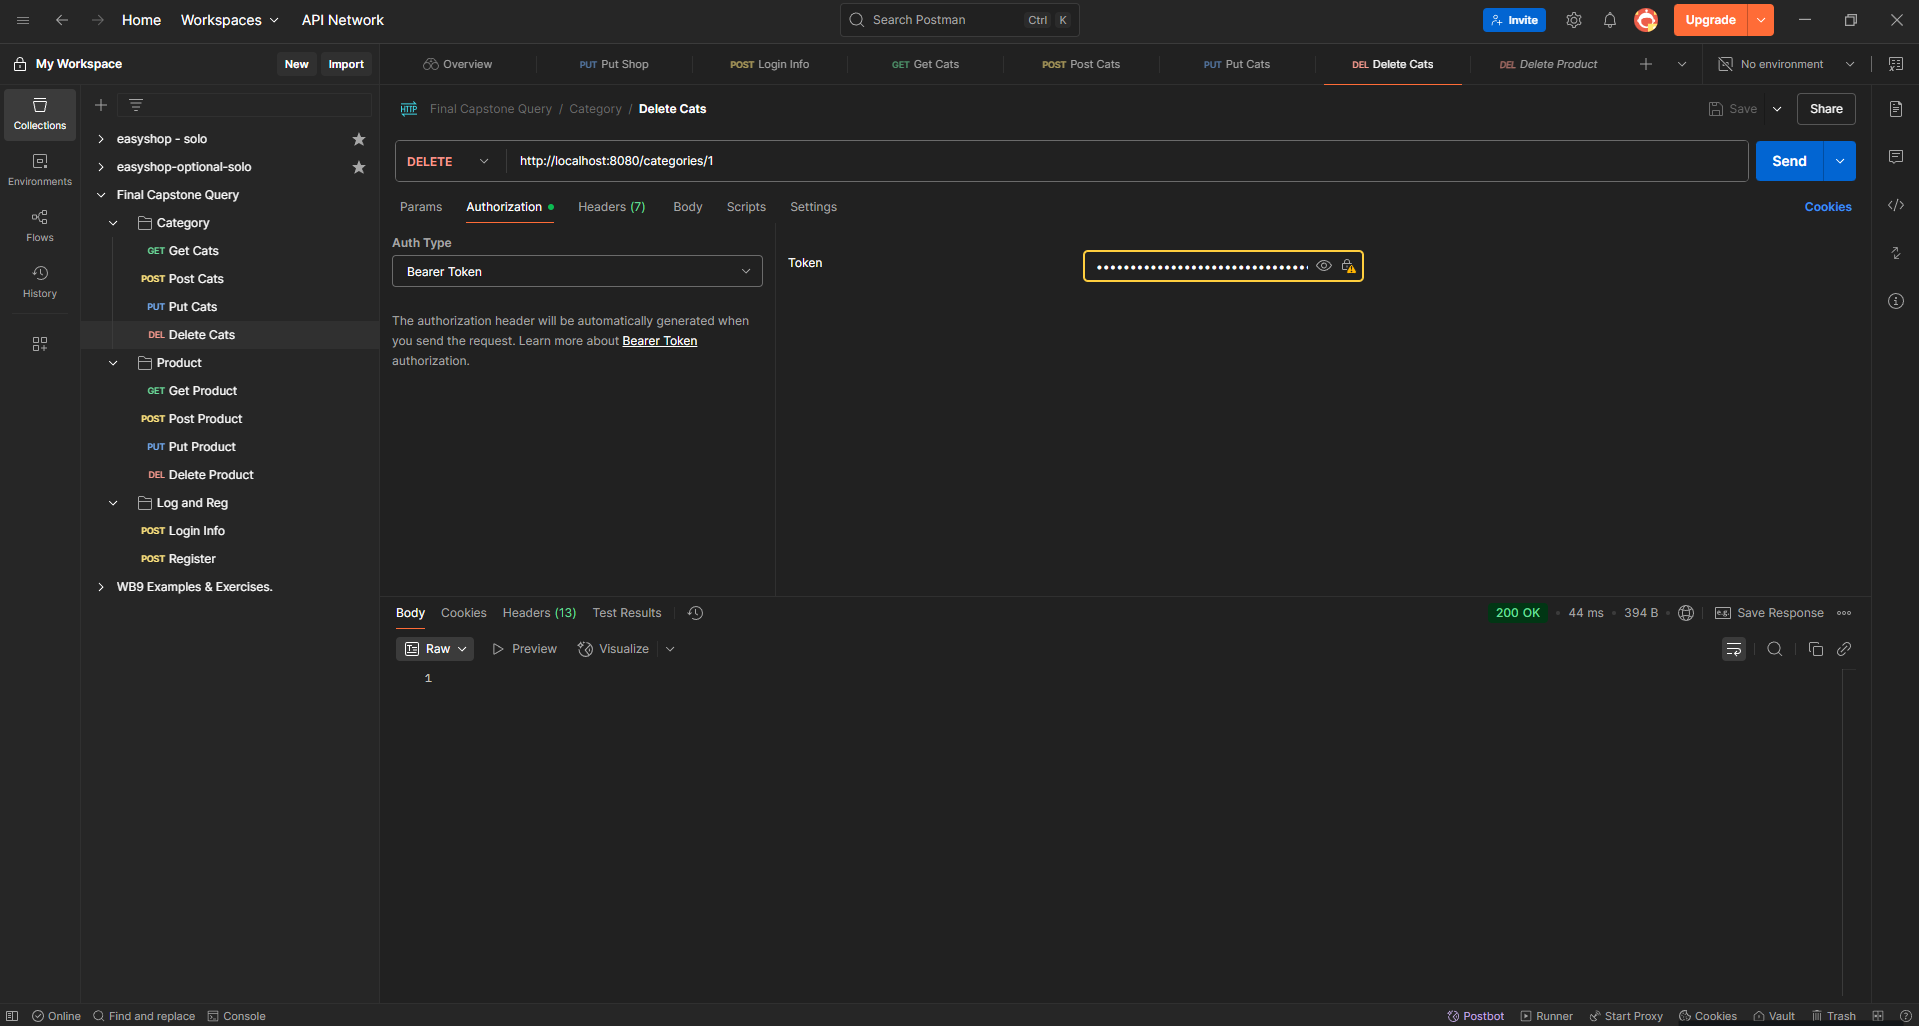 Home Workspaces API Network Search Postman Ctrl K Invite Upgrade
My Workspace New Import
Overview PUT Put Shop POST Login Info GET Get Cats POST Post Cats PUT Put Cats DEL Delete Cats DEL Delete Product No environment
Collections
Environments
Flows
History
easyshop - solo
easyshop-optional-solo
Final Capstone Query
Category
GET Get Cats
POST Post Cats
PUT Put Cats
DEL Delete Cats
Product
GET Get Product
POST Post Product
PUT Put Product
DEL Delete Product
Log and Reg
POST Login Info
POST Register
WB9 Examples & Exercises.
HTTP Final Capstone Query / Category / Delete Cats Save Share
DELETE http://localhost:8080/categories/1 Send
Params Authorization Headers (7) Body Scripts Settings Cookies
Auth Type
Bearer Token
The authorization header will be automatically generated when
you send the request. Learn more about Bearer Token
authorization.
Token ••••••••••••••••••••••••••••••••
Body Cookies Headers (13) Test Results 200 OK • 44 ms • 394 B • e.g. Save Response
Raw Preview Visualize
1
Online Find and replace Console Postbot Runner Start Proxy Cookies Vault Trash